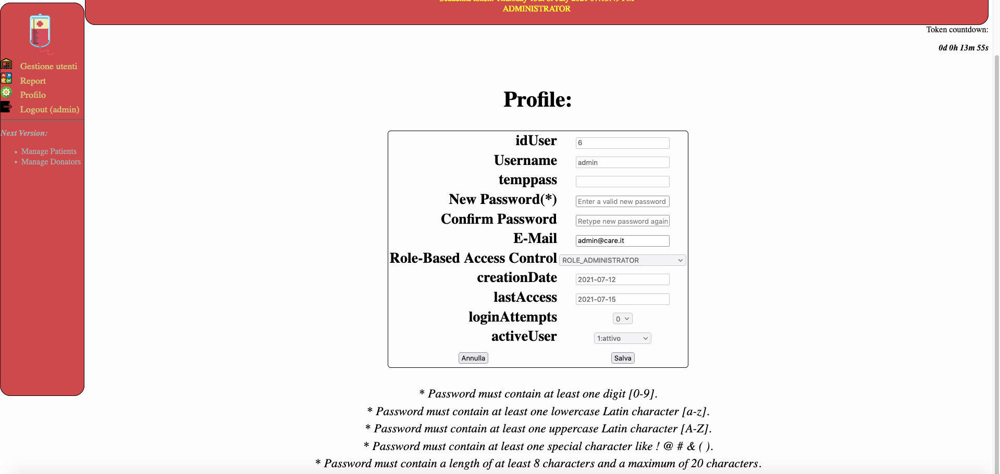 ADMINISTRATOR
Token countdown:
0d 0h 13m 55s
Gestione utenti
Report
Profilo
Logout (admin)
Next Version:
• Manage Patients
• Manage Donators
Profile:
idUser 6
Username admin
temppass
New Password(*) Enter a valid new password
Confirm Password Retype new password again
E-Mail admin@care.it
Role-Based Access Control ROLE_ADMINISTRATOR
creationDate 2021-07-12
lastAccess 2021-07-15
loginAttempts 0
activeUser 1:attivo
Annulla Salva
* Password must contain at least one digit [0-9].
* Password must contain at least one lowercase Latin character [a-z].
* Password must contain at least one uppercase Latin character [A-Z].
* Password must contain at least one special character like ! @ # & ( ).
* Password must contain a length of at least 8 characters and a maximum of 20 characters.